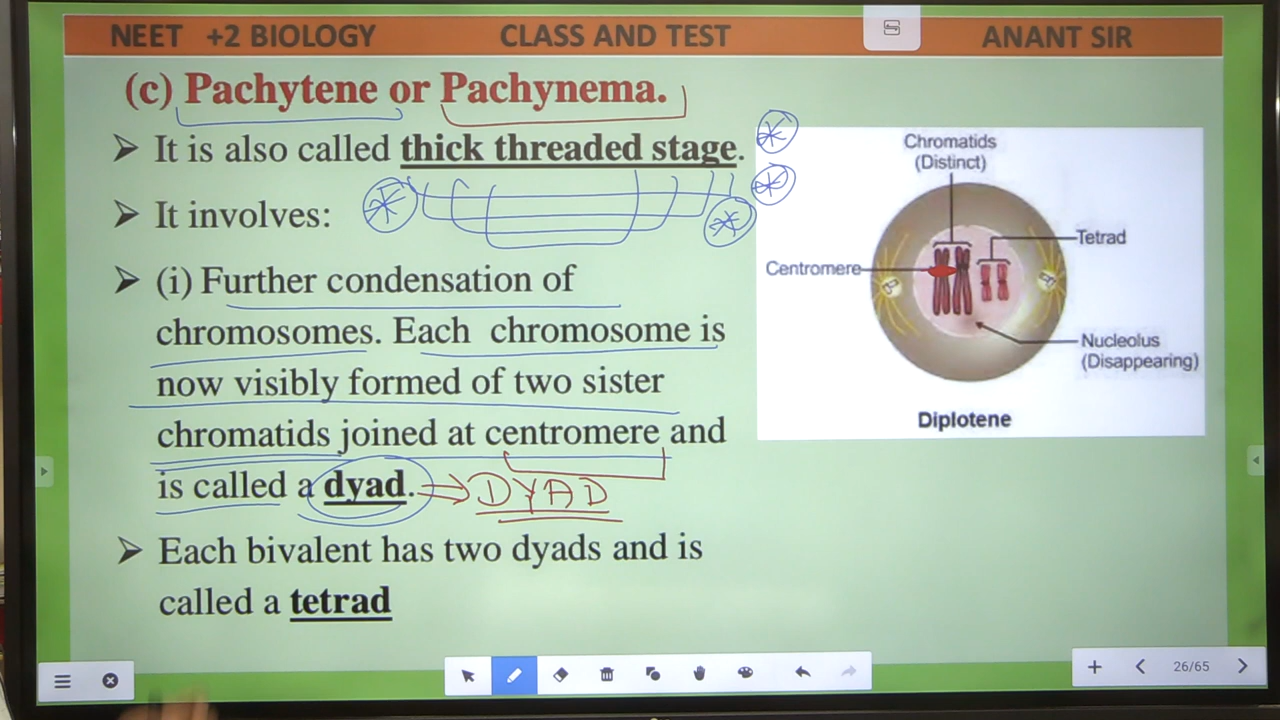 NEET +2 BIOLOGY CLASS AND TEST ANANT SIR
(c) Pachytene or Pachynema.
➢ It is also called thick threaded stage.
➢ It involves:
➢ (i) Further condensation of
chromosomes. Each chromosome is
now visibly formed of two sister
chromatids joined at centromere and
is called a dyad. ⇒ DYAD
➢ Each bivalent has two dyads and is
called a tetrad
Chromatids
(Distinct)
Tetrad
Centromere
Nucleolus
(Disappearing)
Diplotene
26/65